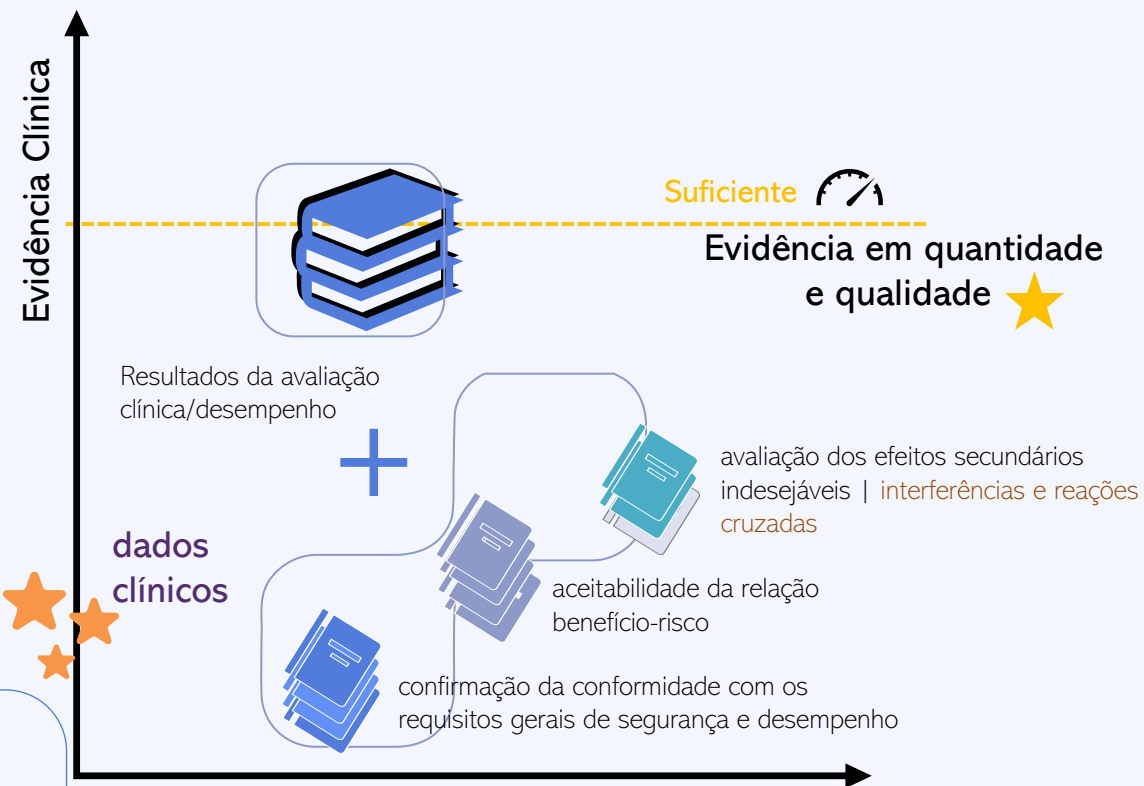 Evidência Clínica
Suficiente
Evidência em quantidade
e qualidade
Resultados da avaliação
clínica/desempenho
avaliação dos efeitos secundários
indesejáveis | interferências e reações
cruzadas
dados
clínicos
aceitabilidade da relação
benefício-risco
confirmação da conformidade com os
requisitos gerais de segurança e desempenho